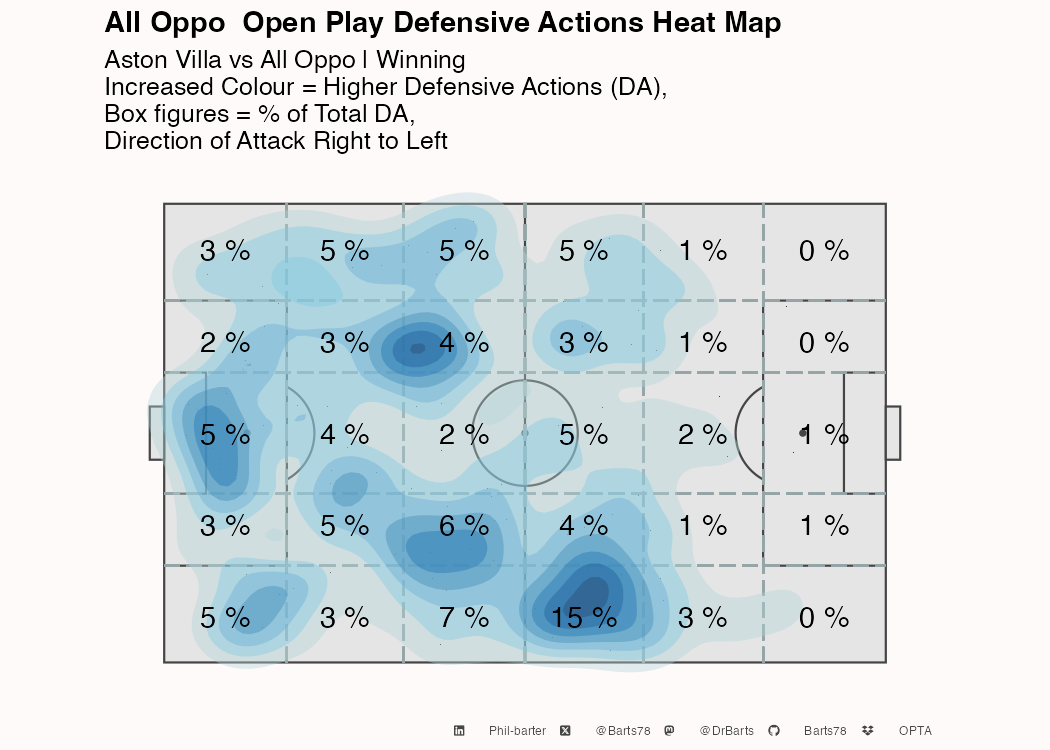 All Oppo  Open Play Defensive Actions Heat Map
Aston Villa vs All Oppo | Winning
Increased Colour = Higher Defensive Actions (DA),
Box figures = % of Total DA,
Direction of Attack Right to Left
3 % 5 % 5 % 5 % 1 % 0 %
2 % 3 % 4 % 3 % 1 % 0 %
5 % 4 % 2 % 5 % 2 % 1 %
3 % 5 % 6 % 4 % 1 % 1 %
5 % 3 % 7 % 15 % 3 % 0 %
Phil-barter @Barts78 @DrBarts Barts78 OPTA